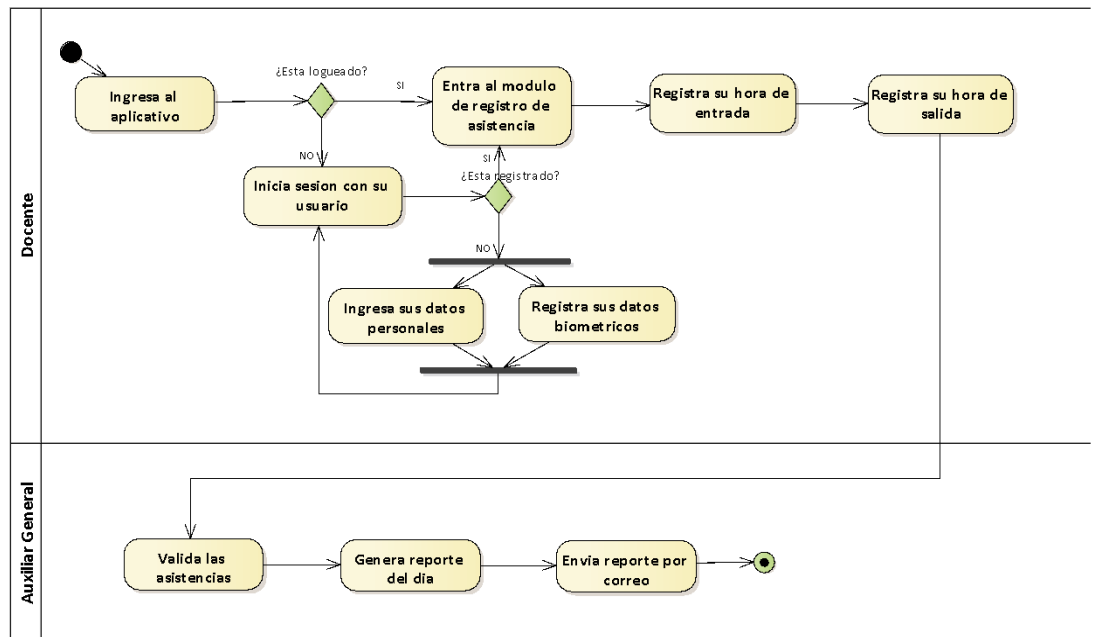 Docente
Ingresa al
aplicativo
¿Esta logueado?
SI
NO
Entra al modulo
de registro de
asistencia
Registra su hora de
entrada
Registra su hora de
salida
Inicia sesion con su
usuario
SI
¿Esta registrado?
NO
Ingresa sus datos
personales
Registra sus datos
biometricos
Auxiliar General
Valida las
asistencias
Genera reporte
del dia
Envia reporte por
correo